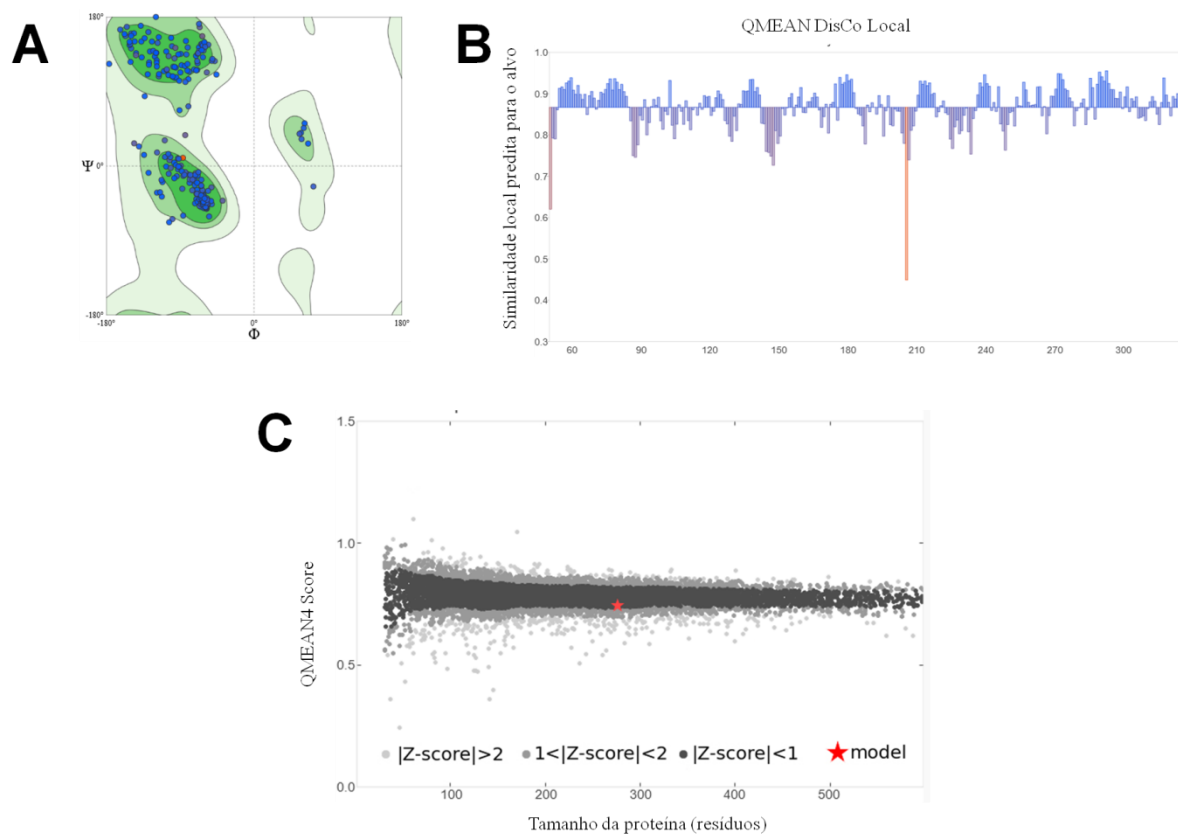 A
180°
Ψ
0°
-180°
-180°
0°
180°
Φ
B
QMEAN DisCo Local
Similaridade local predita para o alvo
1.0
0.9
0.8
0.7
0.6
0.5
0.4
0.3
60
90
120
150
180
210
240
270
300
C
QMEAN4 Score
1.5
1.0
0.5
0.0
|Z-score|>2
1<|Z-score|<2
|Z-score|<1
model
100
200
300
400
500
Tamanho da proteína (resíduos)